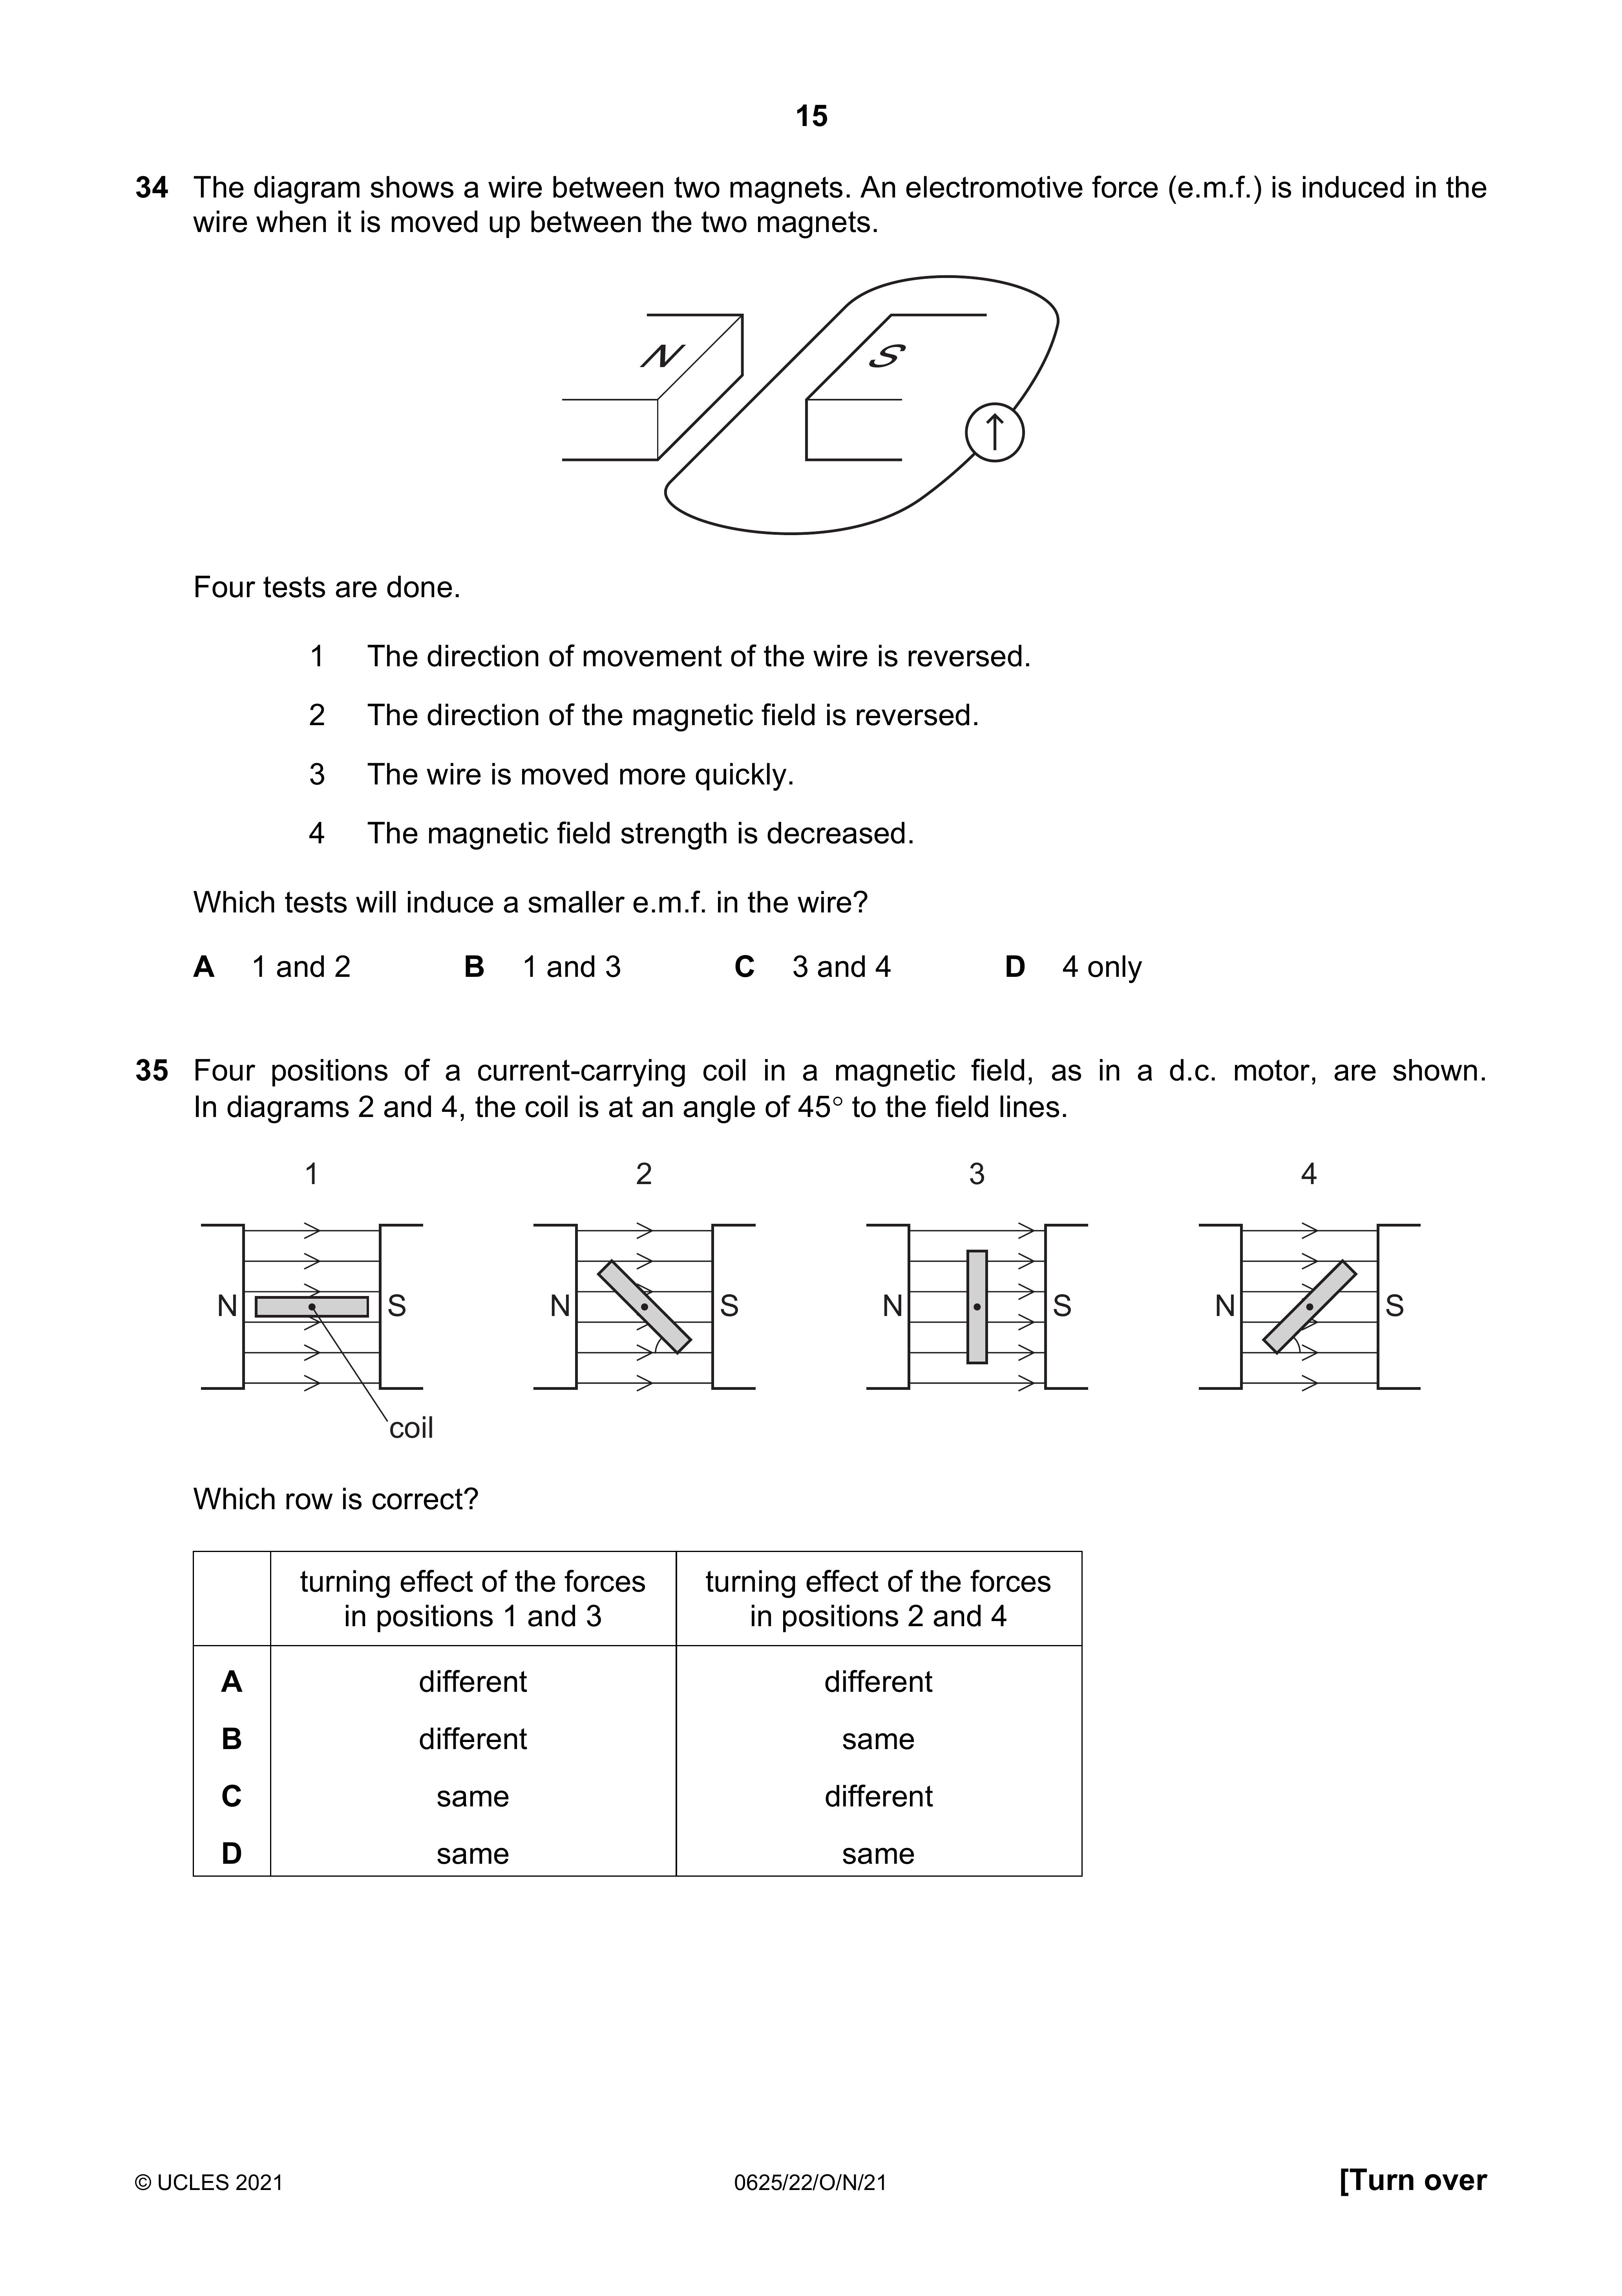 15
34 The diagram shows a wire between two magnets. An electromotive force (e.m.f.) is induced in the
wire when it is moved up between the two magnets.
N S
Four tests are done.
1 The direction of movement of the wire is reversed.
2 The direction of the magnetic field is reversed.
3 The wire is moved more quickly.
4 The magnetic field strength is decreased.
Which tests will induce a smaller e.m.f. in the wire?
A 1 and 2 B 1 and 3 C 3 and 4 D 4 only
35 Four positions of a current-carrying coil in a magnetic field, as in a d.c. motor, are shown.
In diagrams 2 and 4, the coil is at an angle of 45° to the field lines.
1 2 3 4
N S N S N S N S
coil
Which row is correct?
turning effect of the forces turning effect of the forces
in positions 1 and 3 in positions 2 and 4
A different different
B different same
C same different
D same same
© UCLES 2021 0625/22/O/N/21 [Turn over